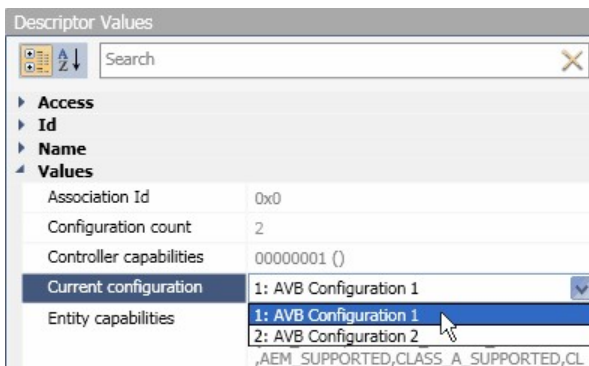 Descriptor Values
A Z Search
Access
Id
Name
Values
Association Id 0x0
Configuration count 2
Controller capabilities 00000001 ()
Current configuration 1: AVB Configuration 1
Entity capabilities 1: AVB Configuration 1
2: AVB Configuration 2
,AEM_SUPPORTED,CLASS_A_SUPPORTED,CL